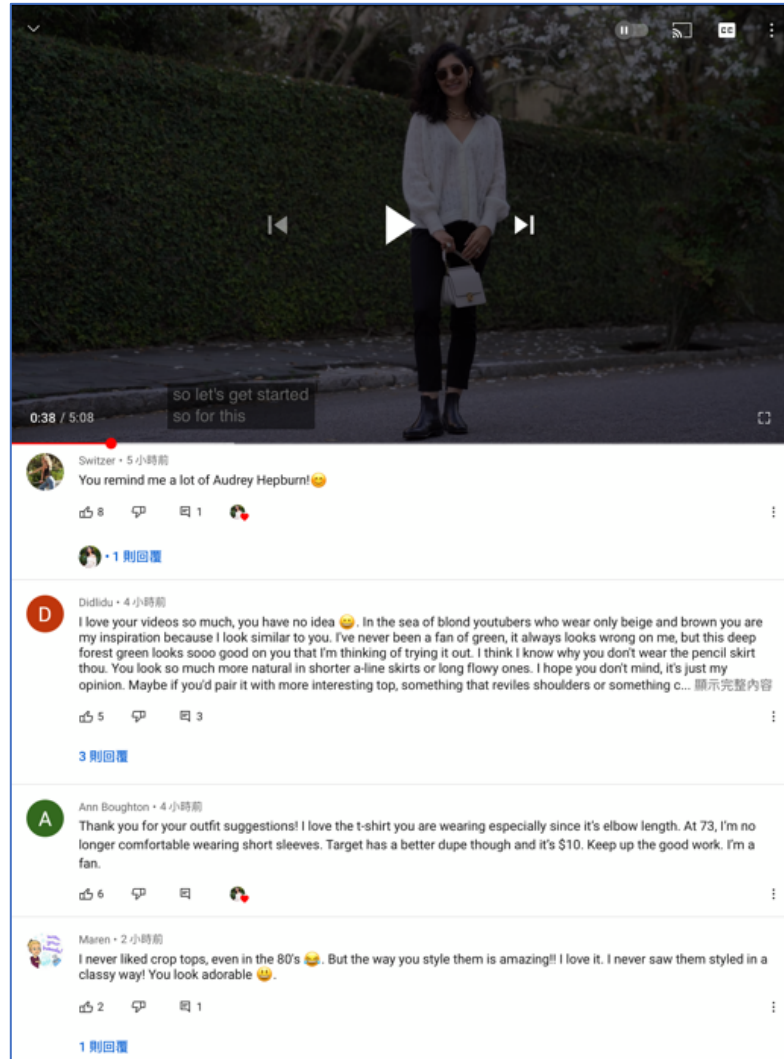 so let's get started
so for this
0:38 / 5:08
Switzer • 5 小時前
You remind me a lot of Audrey Hepburn!😊
8
1
• 1 則回覆
D
Didlidu • 4 小時前
I love your videos so much, you have no idea 😀. In the sea of blond youtubers who wear only beige and brown you are
my inspiration because I look similar to you. I've never been a fan of green, it always looks wrong on me, but this deep
forest green looks sooo good on you that I'm thinking of trying it out. I think I know why you don't wear the pencil skirt
thou. You look so much more natural in shorter a-line skirts or long flowy ones. I hope you don't mind, it's just my
opinion. Maybe if you'd pair it with more interesting top, something that reviles shoulders or something c... 顯示完整內容
5
3
3 則回覆
A
Ann Boughton • 4 小時前
Thank you for your outfit suggestions! I love the t-shirt you are wearing especially since it's elbow length. At 73, I'm no
longer comfortable wearing short sleeves. Target has a better dupe though and it's $10. Keep up the good work. I'm a
fan.
6
Maren • 2 小時前
I never liked crop tops, even in the 80's 😂. But the way you style them is amazing!! I love it. I never saw them styled in a
classy way! You look adorable 😃.
2
1
1 則回覆